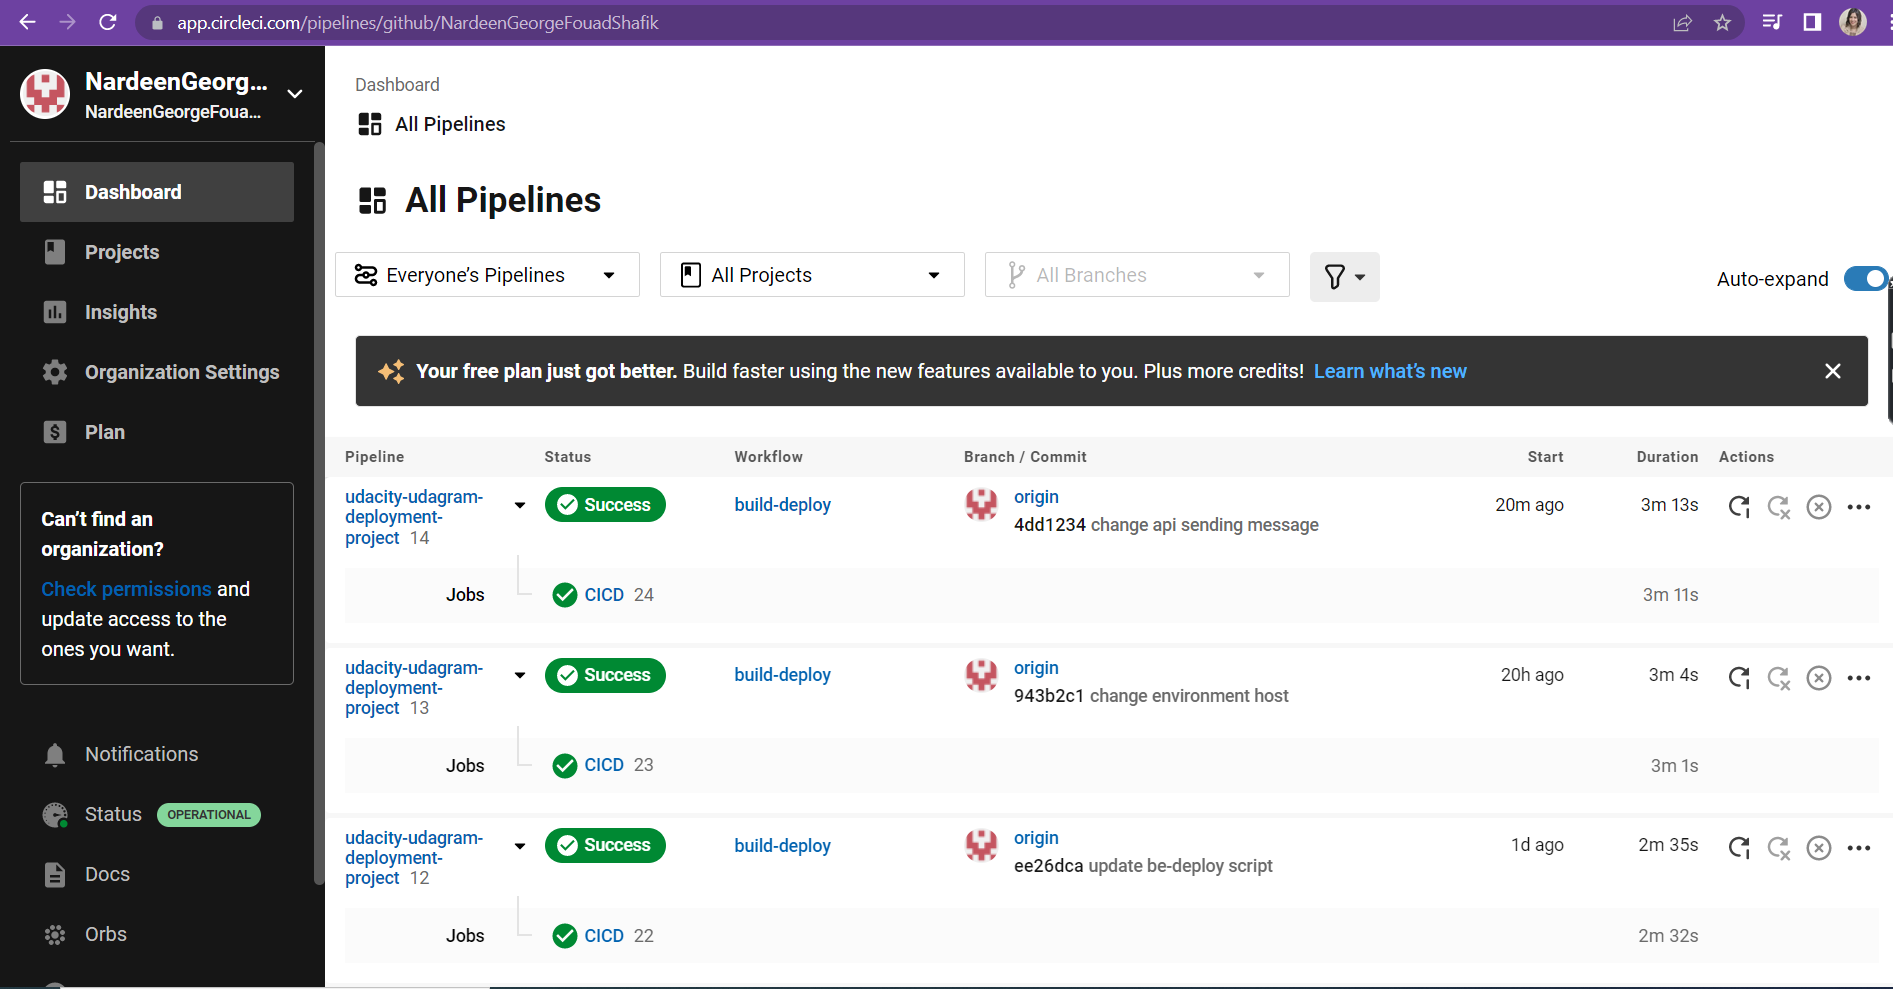 app.circleci.com/pipelines/github/NardeenGeorgeFouadShafik
NardeenGeorg...
NardeenGeorgeFoua...
Dashboard
Projects
Insights
Organization Settings
Plan
Can't find an
organization?
Check permissions and
update access to the
ones you want.
Notifications
Status OPERATIONAL
Docs
Orbs
Dashboard
All Pipelines
All Pipelines
Everyone's Pipelines
All Projects
All Branches
Auto-expand
Your free plan just got better. Build faster using the new features available to you. Plus more credits! Learn what's new
Pipeline Status Workflow Branch / Commit Start Duration Actions
udacity-udagram-
deployment-
project 14
Success
build-deploy
origin
4dd1234 change api sending message
20m ago
3m 13s
Jobs
CICD 24
3m 11s
udacity-udagram-
deployment-
project 13
Success
build-deploy
origin
943b2c1 change environment host
20h ago
3m 4s
Jobs
CICD 23
3m 1s
udacity-udagram-
deployment-
project 12
Success
build-deploy
origin
ee26dca update be-deploy script
1d ago
2m 35s
Jobs
CICD 22
2m 32s